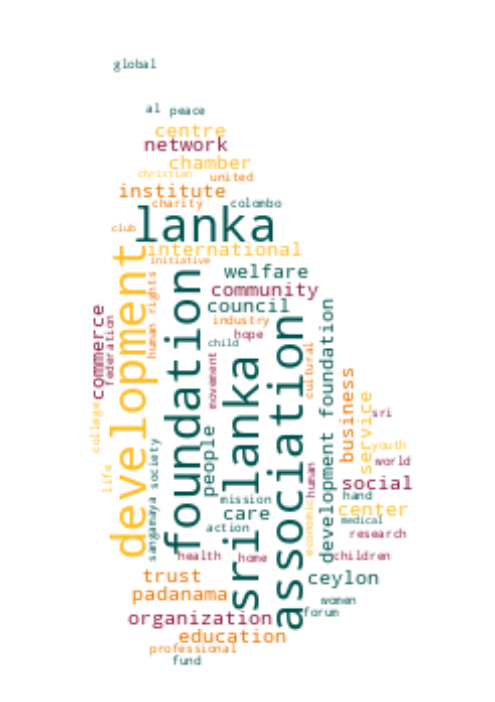 global
al peace
centre
network
chamber
christian
united
institute
charity
colombo
lanka
club
international
initiative
welfare
community
council
industry
hope
child
development
foundation
sri lanka
association
human rights
commerce
federation
movement
cultural
development foundation
business
service
sri
college
people
youth
world
life
sanganaya society
mission
human
social
hand
care
center
action
economic
medical
research
health
home
children
trust
ceylon
padanama
women
forum
organization
education
professional
fund